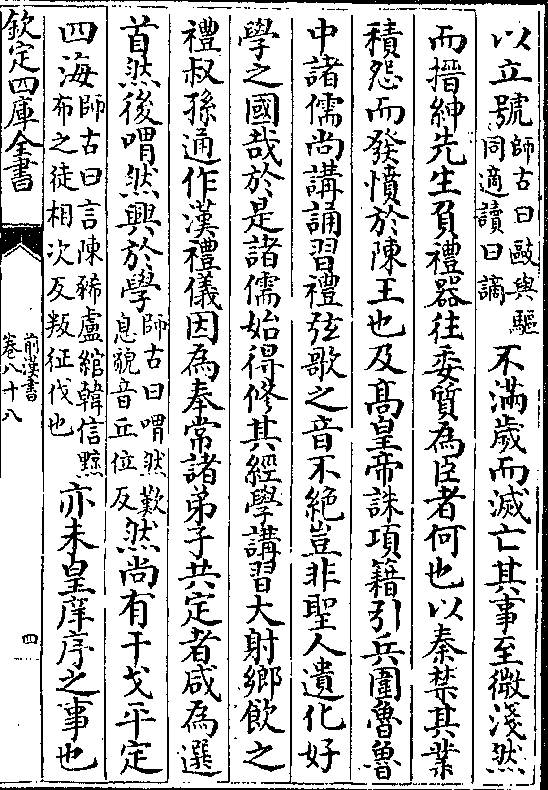 以立號師古曰敺與驅同適讀曰讁不滿歲而滅亡其事至微淺然
而搢紳先生負禮器往委質為臣者何也以秦禁其業
積怨而發憤於陳王也及髙皇帝誅項籍引兵圍魯魯
中諸儒尚講誦習禮弦歌之音不絶豈非聖人遺化好
學之國哉於是諸儒始得修其經學講習大射鄉飲之
禮叔孫通作漢禮儀因為奉常諸弟子共定者咸為選
首然後喟然興於學師古曰喟然歎息貌音丘位反然尚有干戈平定
四海師古曰言陳豨盧綰韓信黥布之徒相次反叛征伐也亦未皇庠序之事也
欽定四庫全書
前漢書
卷八十八
四